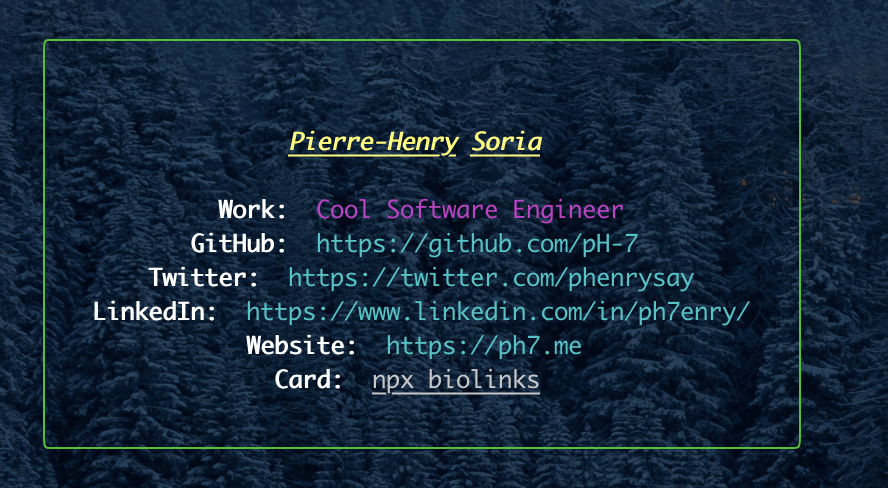 Pierre-Henry Soria
Work: Cool Software Engineer
GitHub: https://github.com/pH-7
Twitter: https://twitter.com/phenrysay
LinkedIn: https://www.linkedin.com/in/ph7enry/
Website: https://ph7.me
Card: npx biolinks